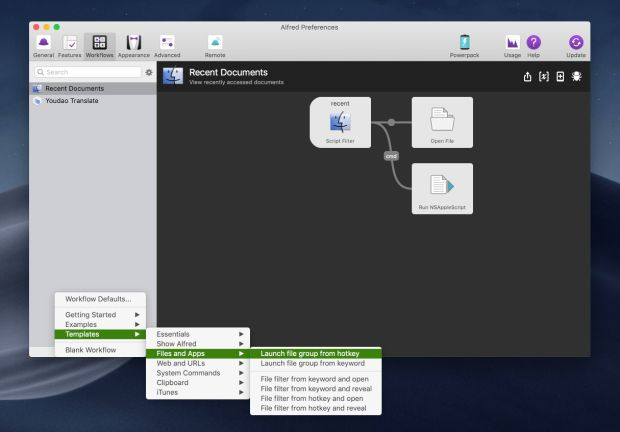 Alfred Preferences
General Features Workflows Appearance Advanced Remote Powerpack Usage Help Update
Search
Recent Documents
Youdao Translate
Recent Documents
View recently accessed documents
recent
Script Filter
Open File
cmd
Run NSAppleScript
Workflow Defaults...
Getting Started
Examples
Templates
Blank Workflow
Essentials
Show Alfred
Files and Apps
Web and URLs
System Commands
Clipboard
iTunes
Launch file group from hotkey
Launch file group from keyword
File filter from keyword and open
File filter from keyword and reveal
File filter from hotkey and open
File filter from hotkey and reveal